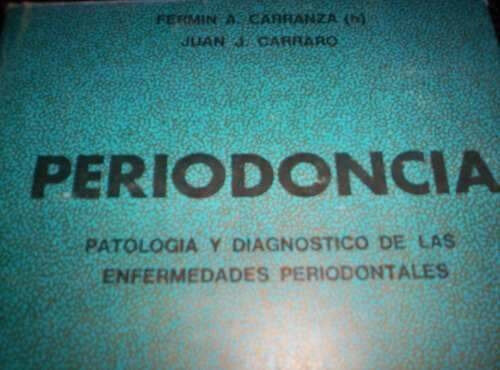 FERMIN A. CARRANZA (h)
JUAN J. CARRARO
PERIODONCIA
PATOLOGIA Y DIAGNOSTICO DE LAS
ENFERMEDADES PERIODONTALES